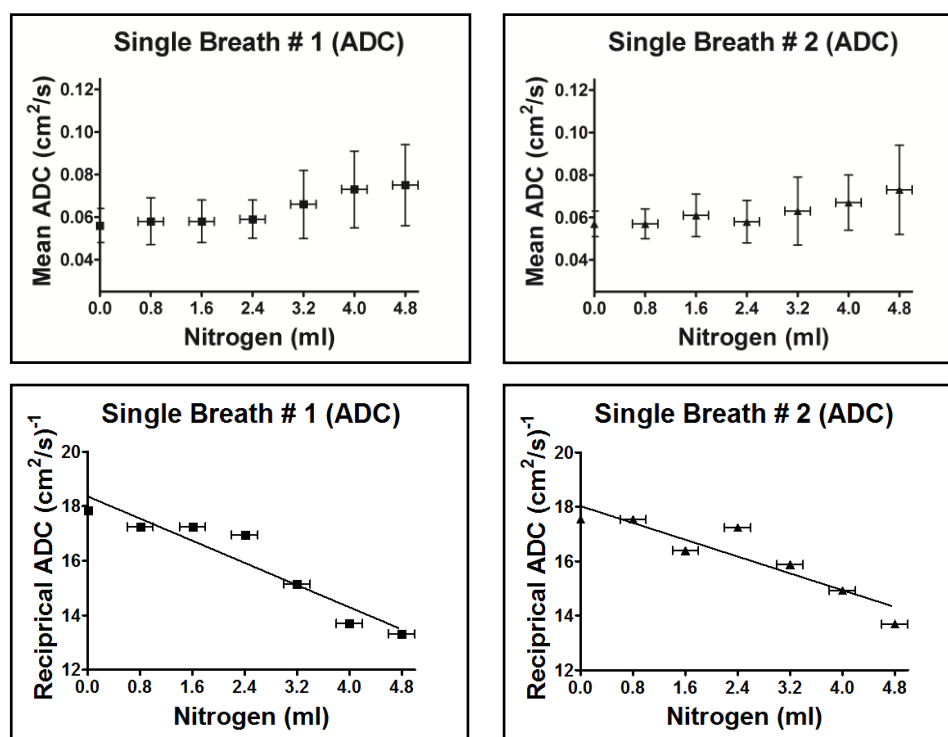 Single Breath # 1 (ADC)
Mean ADC (cm²/s)
0.12
0.10
0.08
0.06
0.04
0.0 0.8 1.6 2.4 3.2 4.0 4.8
Nitrogen (ml)
Single Breath # 2 (ADC)
Mean ADC (cm²/s)
0.12
0.10
0.08
0.06
0.04
0.0 0.8 1.6 2.4 3.2 4.0 4.8
Nitrogen (ml)
Single Breath # 1 (ADC)
Reciprical ADC (cm²/s)⁻¹
20
18
16
14
12
0.0 0.8 1.6 2.4 3.2 4.0 4.8
Nitrogen (ml)
Single Breath # 2 (ADC)
Reciprical ADC (cm²/s)⁻¹
20
18
16
14
12
0.0 0.8 1.6 2.4 3.2 4.0 4.8
Nitrogen (ml)